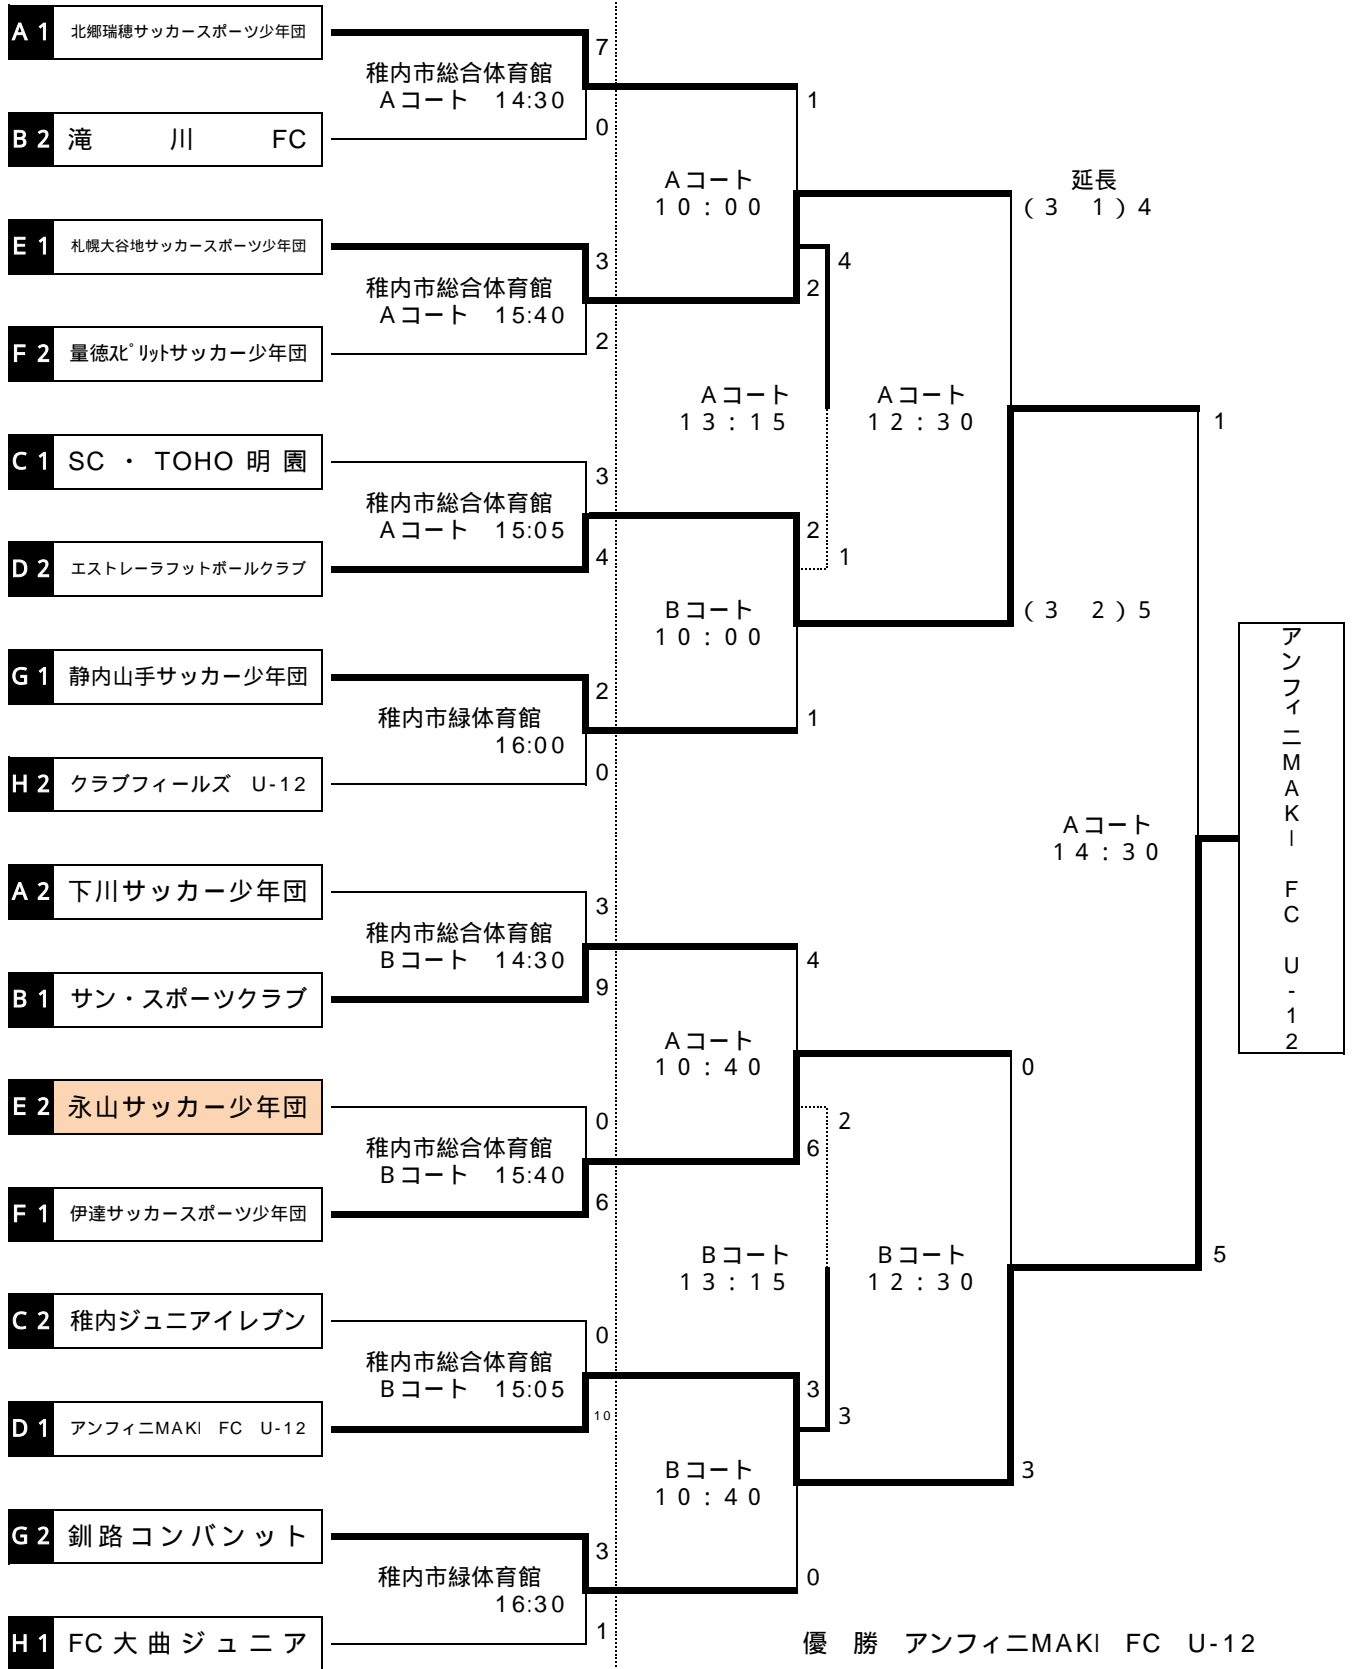 A 1 北郷瑞穂サッカースポーツ少年団
7
稚内市総合体育館
Aコート 14:30
1
0
B 2 滝 川 FC
Aコート
10:00
延長
(3 1)4
E 1 札幌大谷地サッカースポーツ少年団
3
4
稚内市総合体育館
Aコート 15:40
2
2
F 2 量徳スピリットサッカー少年団
Aコート
13:15
Aコート
12:30
1
C 1 SC ・ TOHO 明 園
3
稚内市総合体育館
Aコート 15:05
2
4
1
D 2 エストレーラフットボールクラブ
Bコート
10:00
(3 2)5
G 1 静内山手サッカー少年団
2
稚内市緑体育館
16:00
1
0
H 2 クラブフィールズ U-12
アンフィニMAKI FC U-12
Aコート
14:30
A 2 下川サッカー少年団
3
稚内市総合体育館
Bコート 14:30
4
9
B 1 サン・スポーツクラブ
Aコート
10:40
0
E 2 永山サッカー少年団
0
2
稚内市総合体育館
Bコート 15:40
6
6
F 1 伊達サッカースポーツ少年団
Bコート
13:15
Bコート
12:30
5
C 2 稚内ジュニアイレブン
0
稚内市総合体育館
Bコート 15:05
3
10
3
D 1 アンフィニMAKI FC U-12
Bコート
10:40
3
G 2 釧路コンバンット
3
稚内市緑体育館
16:30
0
1
H 1 FC 大 曲 ジ ュ ニ ア
優 勝 アンフィニMAKI FC U-12